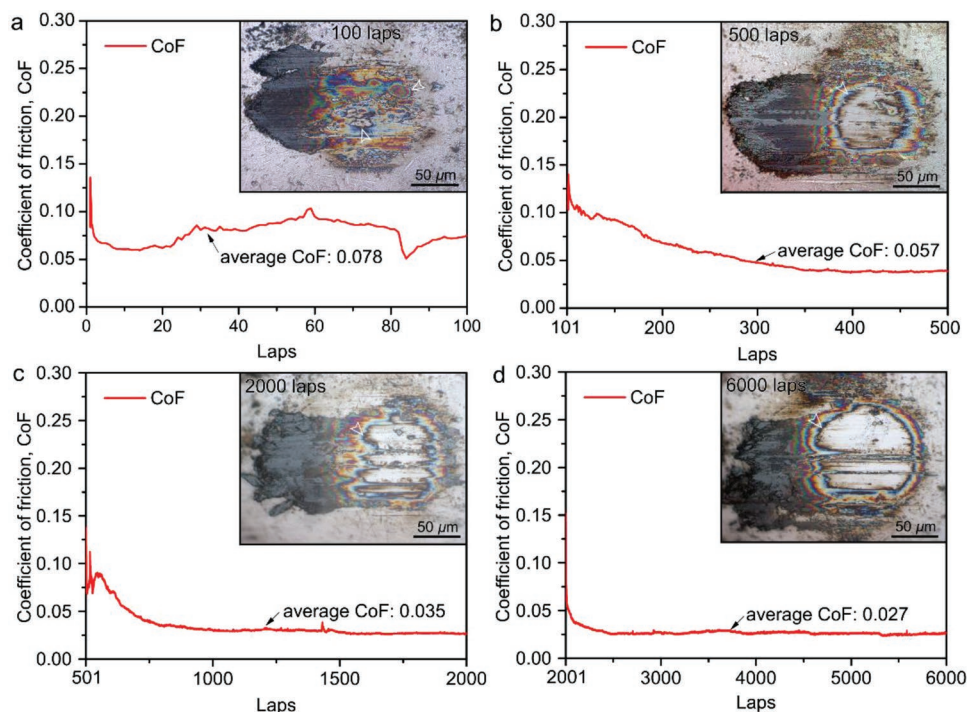 a
0.30
0.25
0.20
0.15
0.10
0.05
0.00
Coefficient of friction, CoF
CoF
100 laps
50 µm
average CoF: 0.078
0 20 40 60 80 100
Laps
b
0.30
0.25
0.20
0.15
0.10
0.05
0.00
Coefficient of friction, CoF
CoF
500 laps
50 µm
average CoF: 0.057
101 200 300 400 500
Laps
c
0.30
0.25
0.20
0.15
0.10
0.05
0.00
Coefficient of friction, CoF
CoF
2000 laps
50 µm
average CoF: 0.035
501 1000 1500 2000
Laps
d
0.30
0.25
0.20
0.15
0.10
0.05
0.00
Coefficient of friction, CoF
CoF
6000 laps
50 µm
average CoF: 0.027
2001 3000 4000 5000 6000
Laps